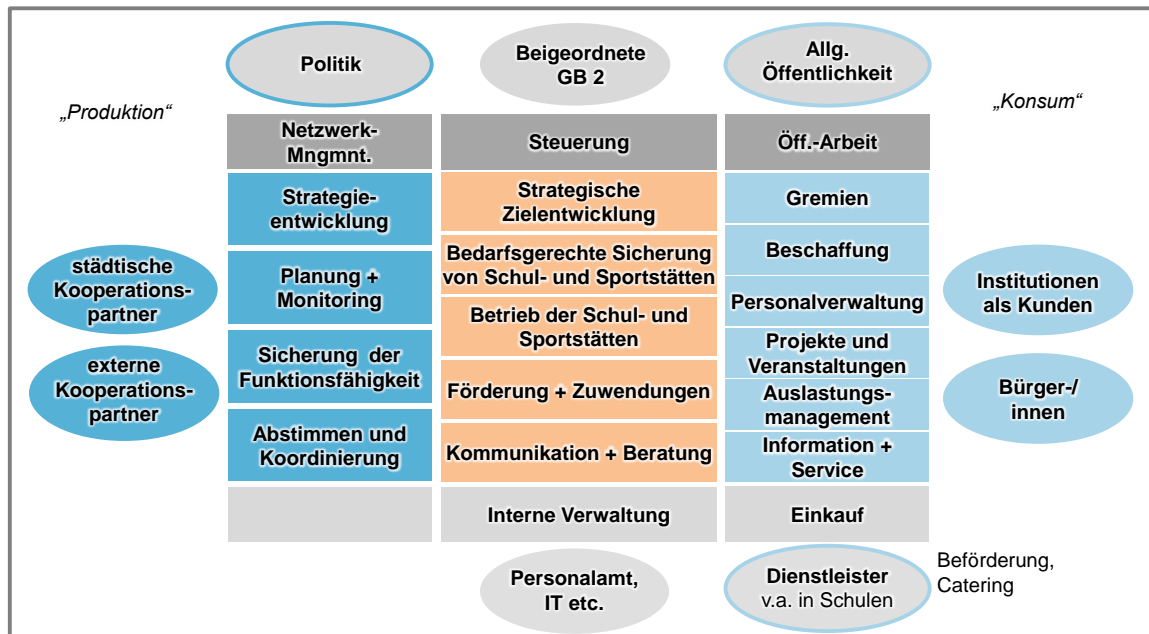 Politik
Beigeordnete
GB 2
Allg.
Öffentlichkeit
„Produktion“
„Konsum“
Netzwerk-
Mngmnt.
Steuerung
Öff.-Arbeit
Strategie-
entwicklung
Strategische
Zielentwicklung
Gremien
städtische
Kooperations-
partner
Planung +
Monitoring
Bedarfsgerechte Sicherung
von Schul- und Sportstätten
Beschaffung
Personalverwaltung
Institutionen
als Kunden
Betrieb der Schul- und
Sportstätten
externe
Kooperations-
partner
Sicherung der
Funktionsfähigkeit
Förderung + Zuwendungen
Projekte und
Veranstaltungen
Auslastungs-
management
Bürger-/
innen
Abstimmen und
Koordinierung
Kommunikation + Beratung
Information +
Service
Interne Verwaltung
Einkauf
Personalamt,
IT etc.
Dienstleister
v.a. in Schulen
Beförderung,
Catering